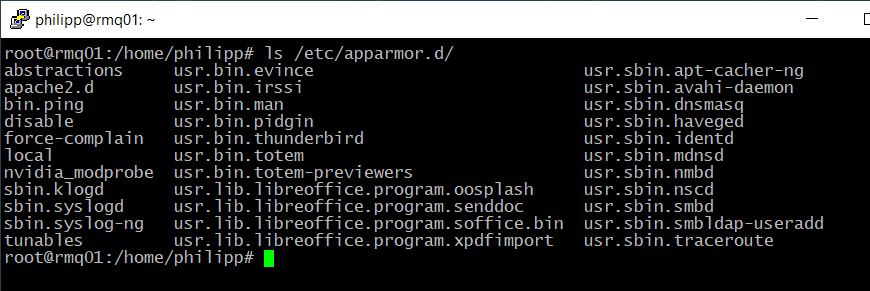 philipp@rmq01: ~
root@rmq01:/home/philipp# ls /etc/apparmor.d/
abstractions    usr.bin.evince                          usr.sbin.apt-cacher-ng
apache2.d       usr.bin.irssi                           usr.sbin.avahi-daemon
bin.ping        usr.bin.man                             usr.sbin.dnsmasq
disable         usr.bin.pidgin                          usr.sbin.haveged
force-complain  usr.bin.thunderbird                     usr.sbin.identd
local           usr.bin.totem                           usr.sbin.mdnsd
nvidia_modprobe usr.bin.totem-previewers                usr.sbin.nmbd
sbin.klogd      usr.lib.libreoffice.program.oosplash    usr.sbin.nscd
sbin.syslogd    usr.lib.libreoffice.program.senddoc     usr.sbin.smbd
sbin.syslog-ng  usr.lib.libreoffice.program.soffice.bin usr.sbin.smbldap-useradd
tunables        usr.lib.libreoffice.program.xpdfimport  usr.sbin.traceroute
root@rmq01:/home/philipp#